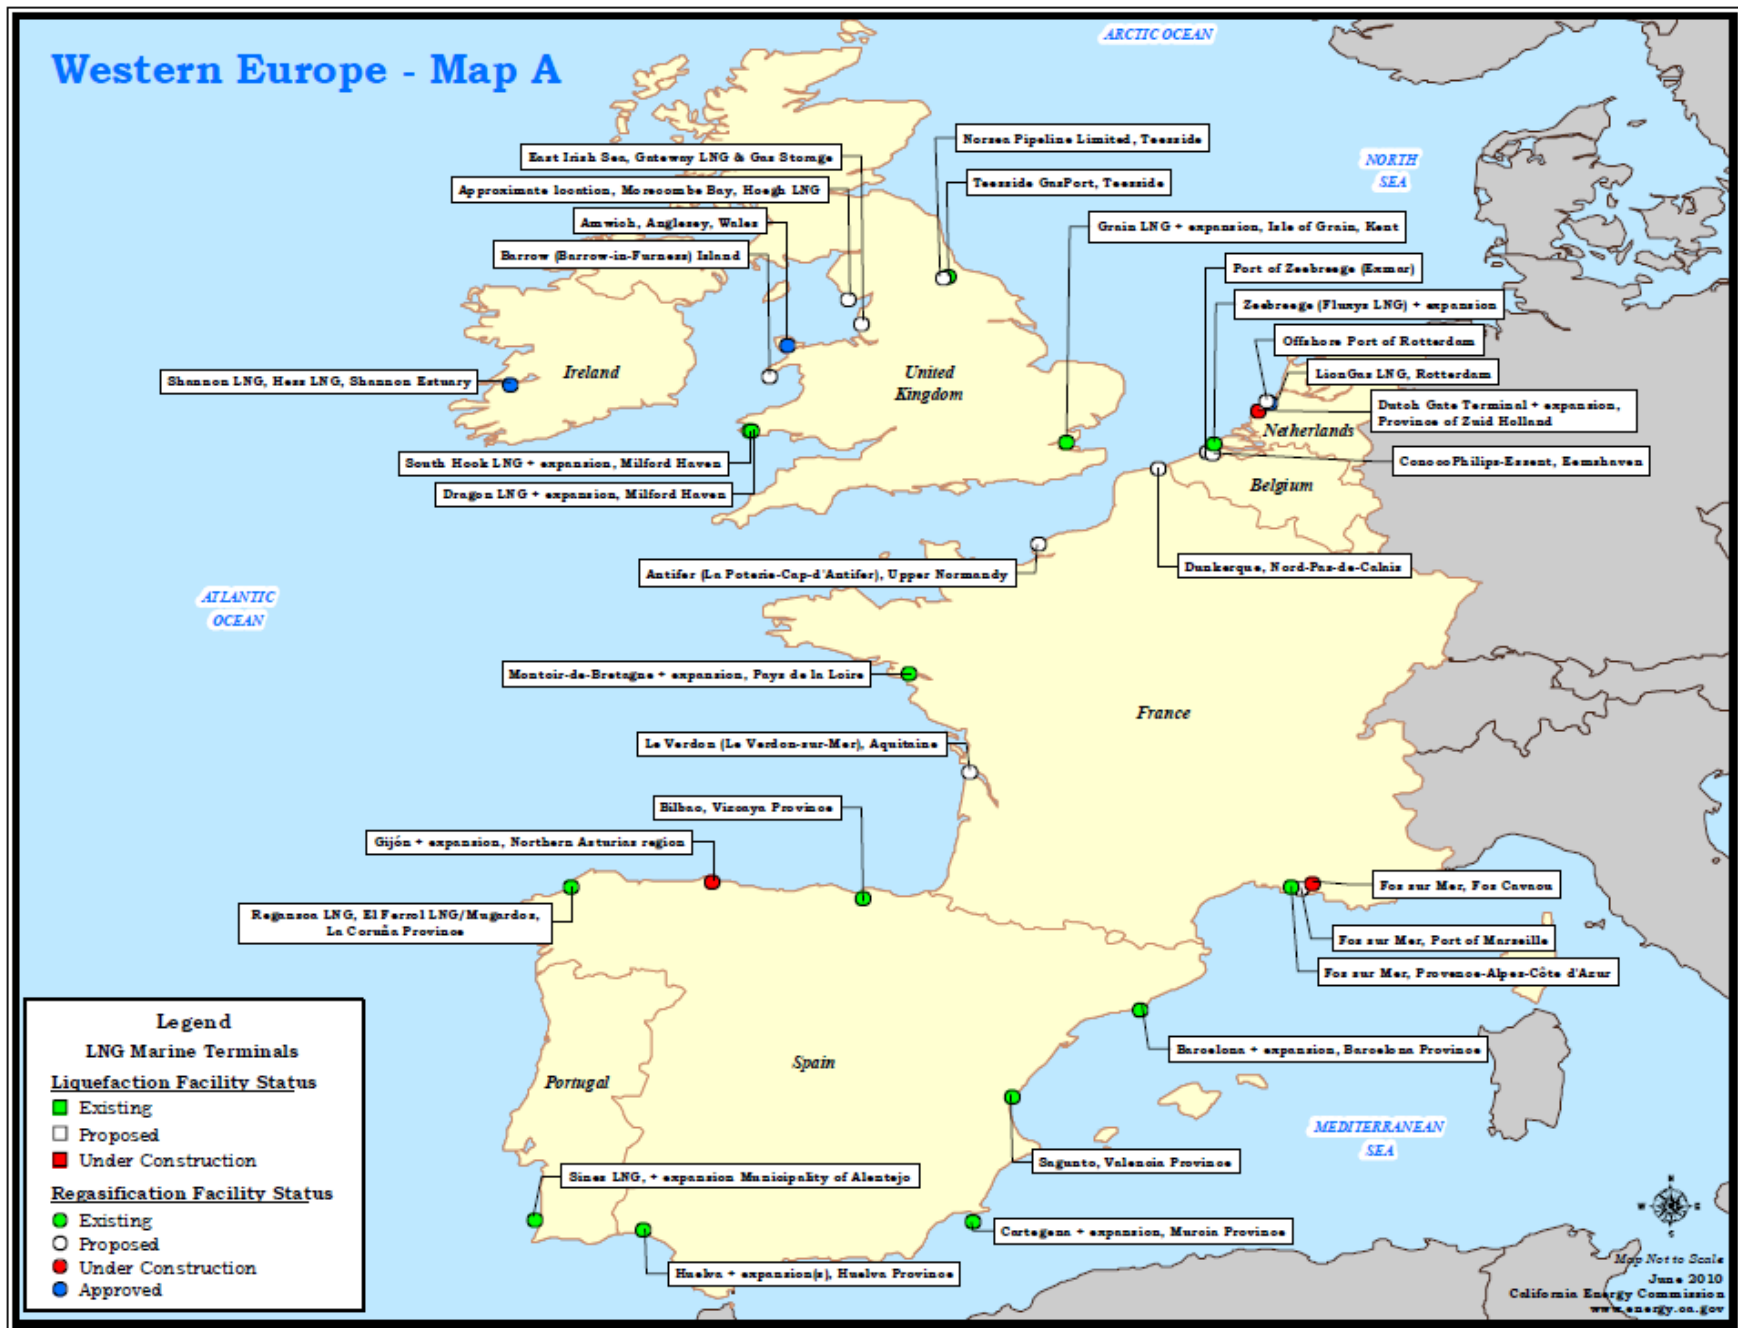 Western Europe - Map A
ARCTIC OCEAN
NORTH
SEA
Norsea Pipeline Limited, Teesside
East Irish Sea, Gateway LNG & Gas Storage
Teesside GasPort, Teesside
Approximate location, Morecombe Bay, Hoegh LNG
Amwich, Anglesey, Wales
Grain LNG + expansion, Isle of Grain, Kent
Barrow (Barrow-in-Furness) Island
Port of Zeebreege (Exmar)
Zeebreege (Fluxys LNG) + expansion
Offshore Port of Rotterdam
LionGas LNG, Rotterdam
Ireland
United
Kingdom
Shannon LNG, Hess LNG, Shannon Estuary
Dutch Gate Terminal + expansion,
Province of Zuid Holland
Netherlands
South Hook LNG + expansion, Milford Haven
ConocoPhilips-Essent, Eemshaven
Dragon LNG + expansion, Milford Haven
Belgium
Antifer (La Poterie-Cap-d'Antifer), Upper Normandy
Dunkerque, Nord-Pas-de-Calais
ATLANTIC
OCEAN
Montoir-de-Bretagne + expansion, Pays de la Loire
France
Le Verdon (Le Verdon-sur-Mer), Aquitaine
Bilbao, Vizcaya Province
Gijón + expansion, Northern Asturias region
Fos sur Mer, Fos Cavaou
Reganosa LNG, El Ferrol LNG/Mugardos,
La Coruña Province
Fos sur Mer, Port of Marseille
Fos sur Mer, Provence-Alpes-Côte d'Azur
Barcelona + expansion, Barcelona Province
Spain
Portugal
MEDITERRANEAN
SEA
Sagunto, Valencia Province
Sines LNG, + expansion Municipality of Alentejo
Cartegena + expansion, Murcia Province
Huelva + expansion(s), Huelva Province
Legend
LNG Marine Terminals
Liquefaction Facility Status
Existing
Proposed
Under Construction
Regasification Facility Status
Existing
Proposed
Under Construction
Approved
N
W
E
S
Map Not to Scale
June 2010
California Energy Commission
www.energy.ca.gov